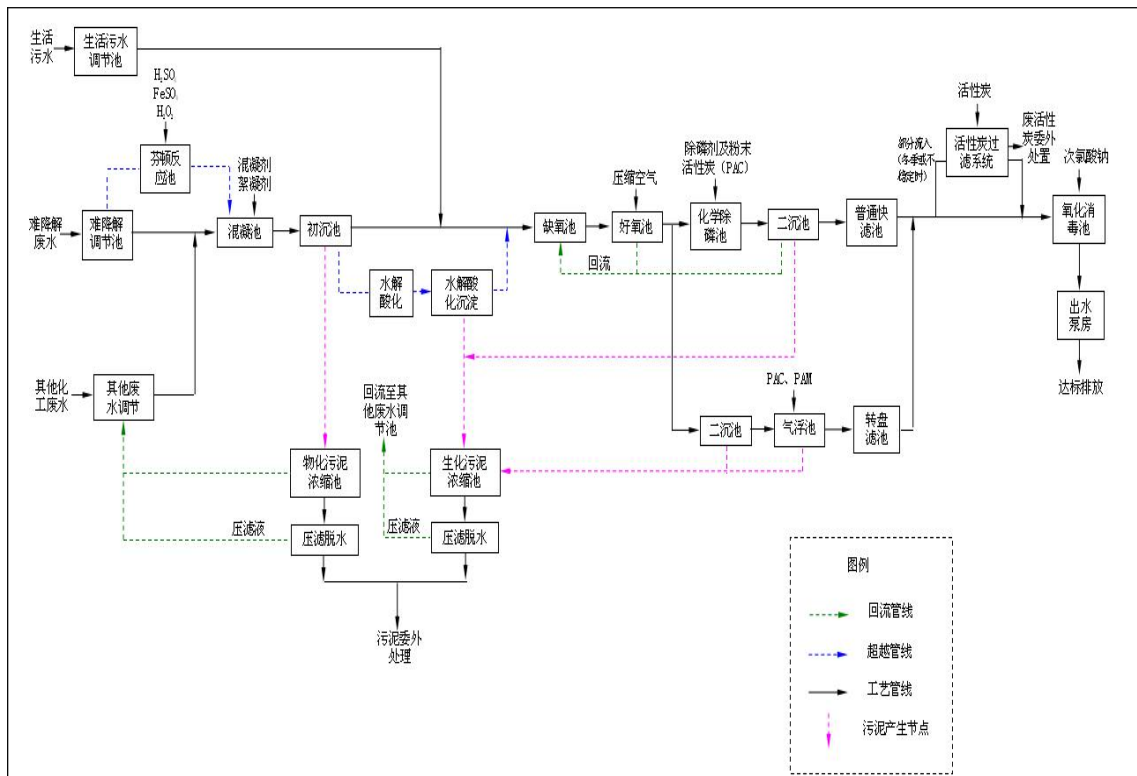 生活
污水
生活污水
调节池
H₂SO₄
FeSO₄
H₂O₂
芬顿反
应池
混凝剂
絮凝剂
难降解
废水
难降解
调节池
混凝池
初沉池
水解
酸化
水解酸
化沉淀
缺氧池
压缩空气
好氧池
除磷剂及粉末
活性炭（PAC）
化学除
磷池
二沉池
普通快
滤池
回流
部分流入
（冬季或不
稳定时）
活性炭
活性炭过
滤系统
废活性
炭委外
处置
次氯酸钠
氧化消
毒池
出水
泵房
达标排放
其他化
工废水
其他废
水调节
回流至其
他废水调
节池
PAC、PAM
二沉池
气浮池
转盘
滤池
物化污泥
浓缩池
生化污泥
浓缩池
压滤液
压滤脱水
压滤液
压滤脱水
污泥委外
处理
图例
回流管线
超越管线
工艺管线
污泥产生节点